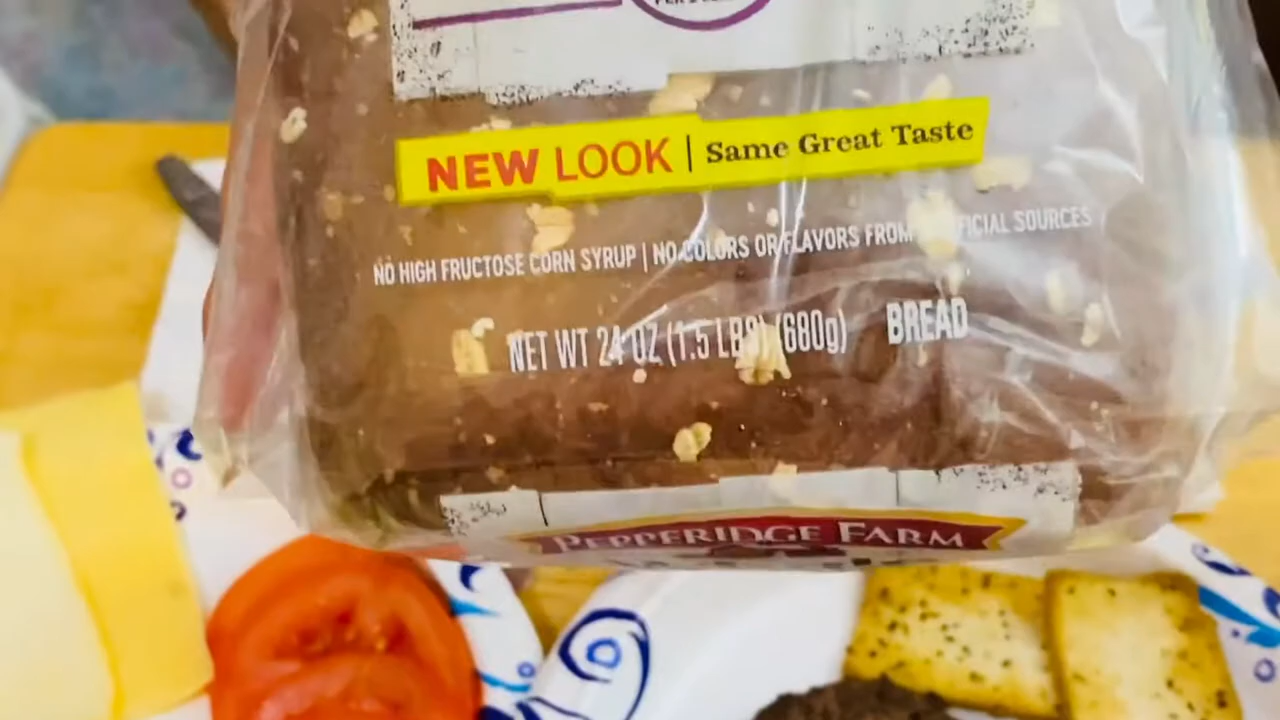 NEW LOOK | Same Great Taste
NO HIGH FRUCTOSE CORN SYRUP | NO COLORS OR FLAVORS FROM
NET WT 24 OZ (1.5 LBS) (680g) BREAD
PEPPERIDGE FARM